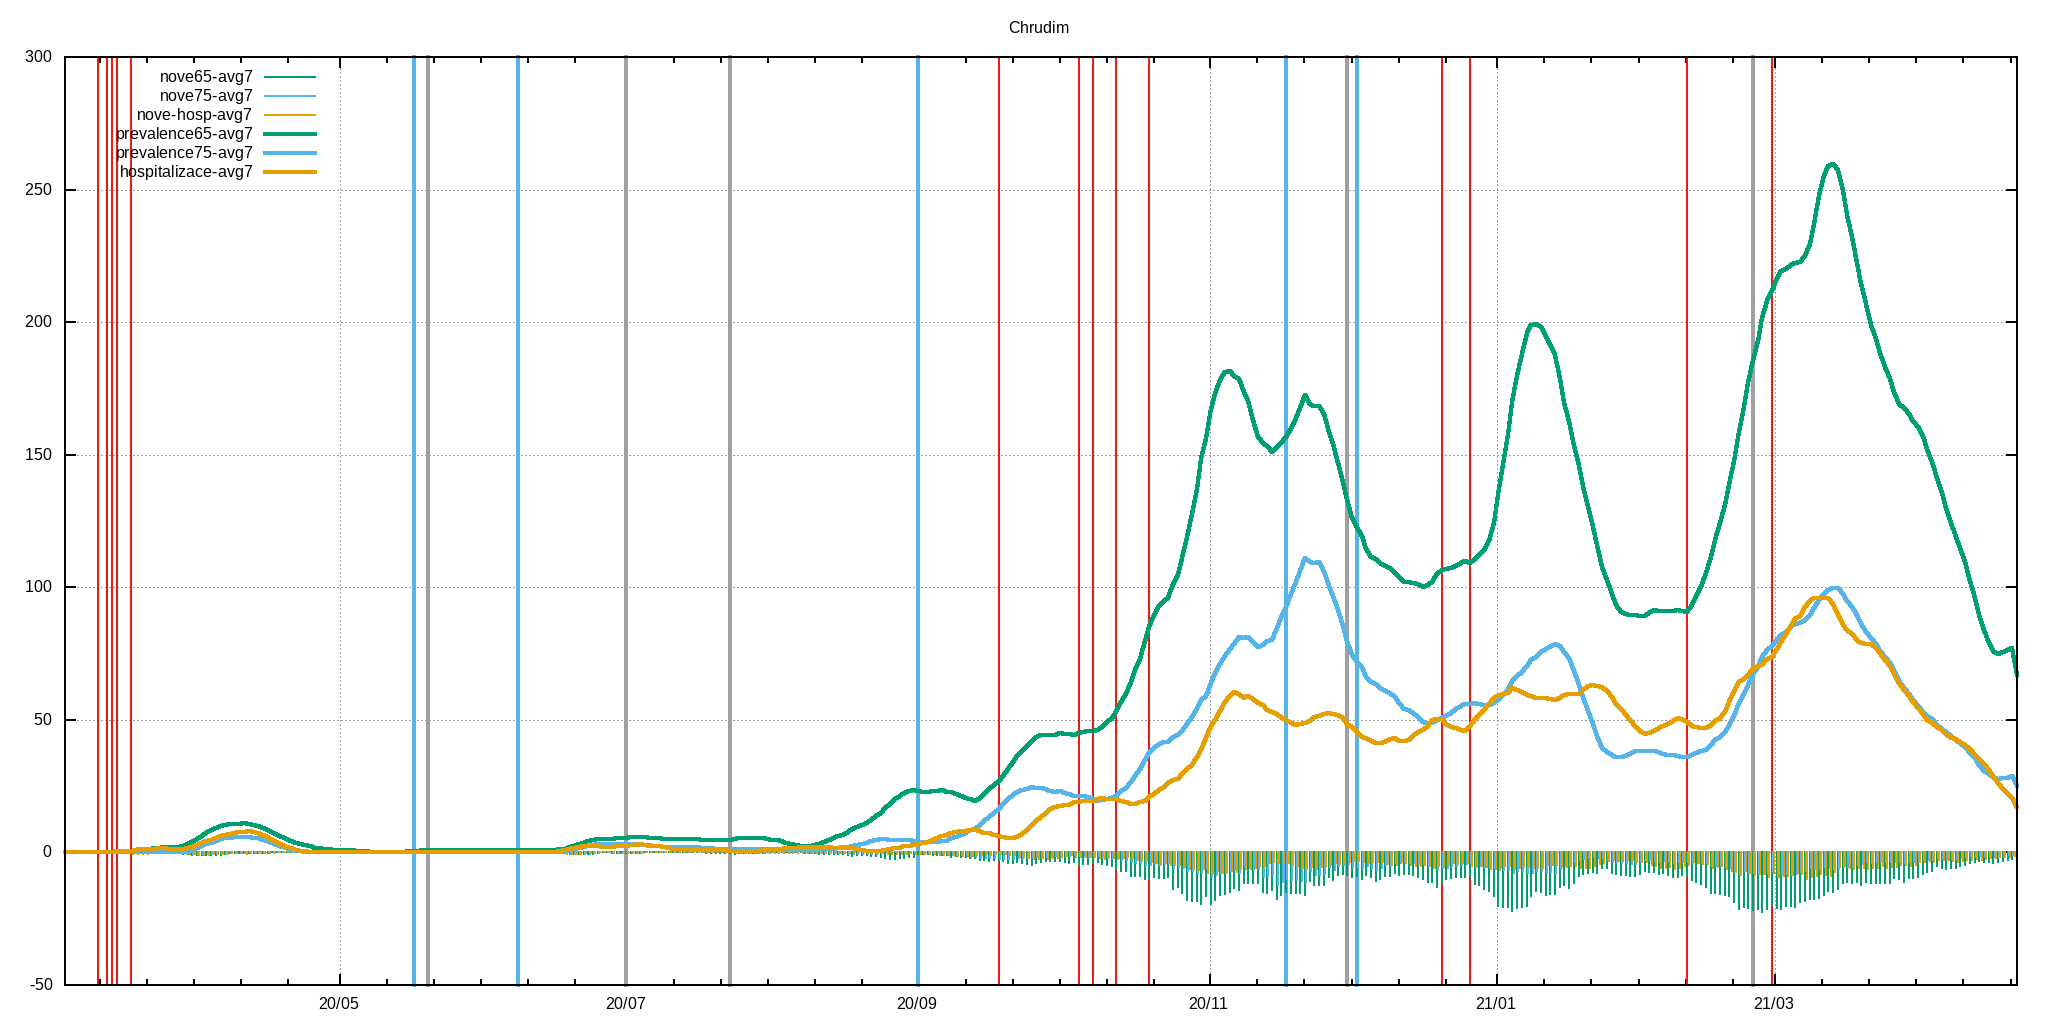 Chrudim
300
nove65-avg7
nove75-avg7
nove-hosp-avg7
prevalence65-avg7
prevalence75-avg7
hospitalizace-avg7
250
200
150
100
50
0
-50
20/05 20/07 20/09 20/11 21/01 21/03